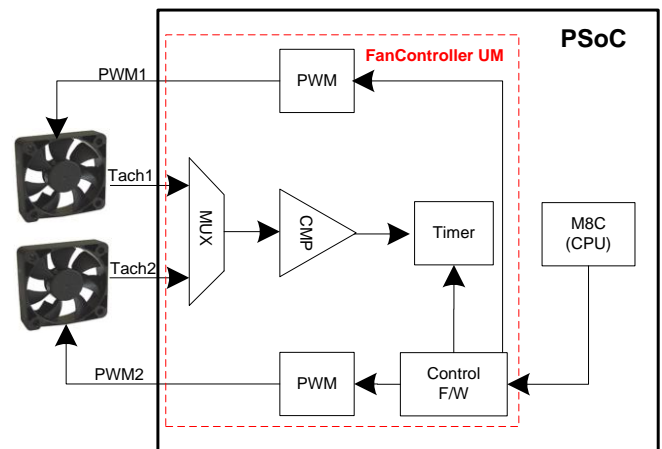 PSoC
FanController UM
PWM1
PWM
Tach1
MUX
CMP
Timer
M8C
(CPU)
Tach2
PWM2
PWM
Control
F/W